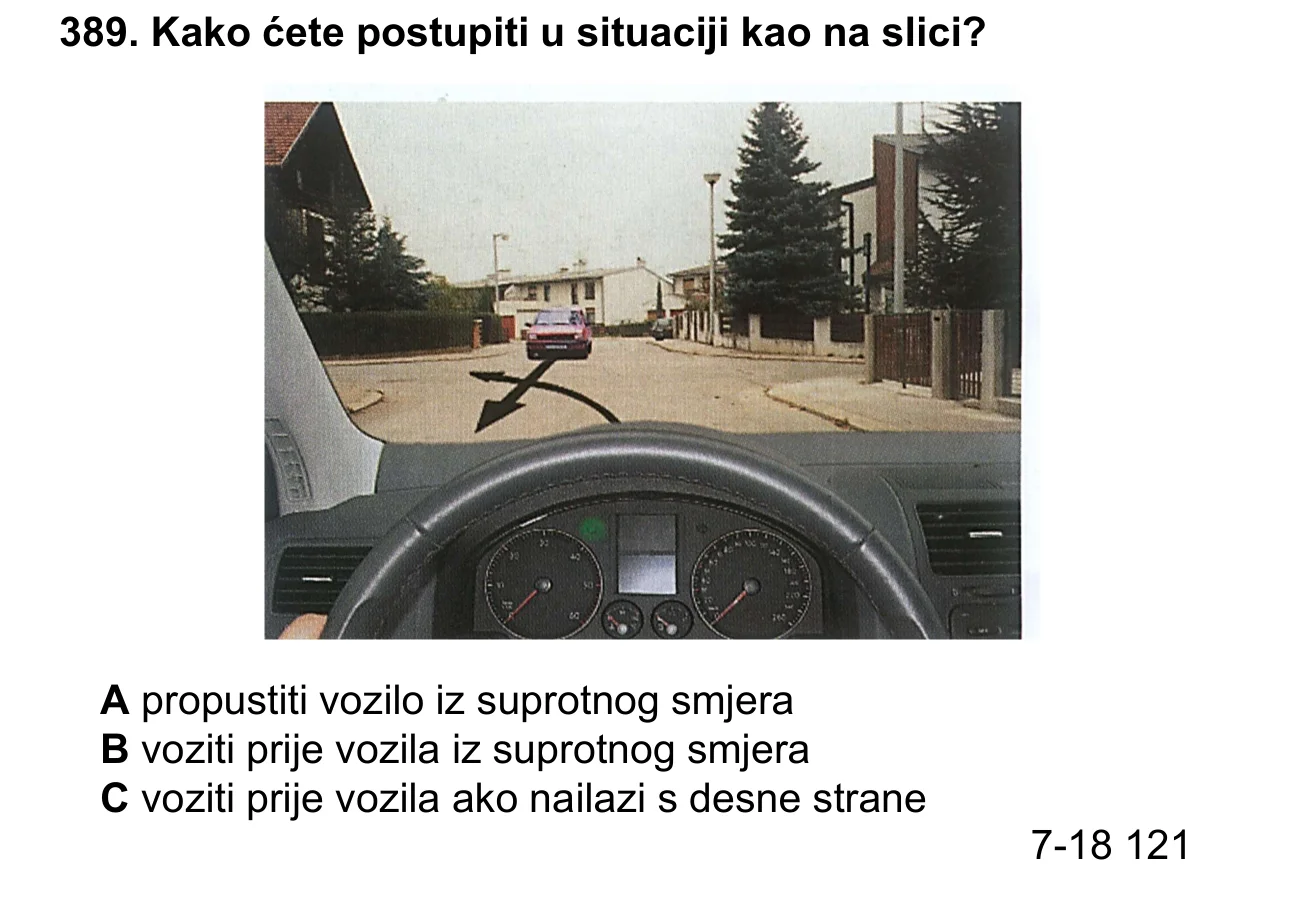 389. Kako ćete postupiti u situaciji kao na slici?
A propustiti vozilo iz suprotnog smjera
B voziti prije vozila iz suprotnog smjera
C voziti prije vozila ako nailazi s desne strane
7-18 121